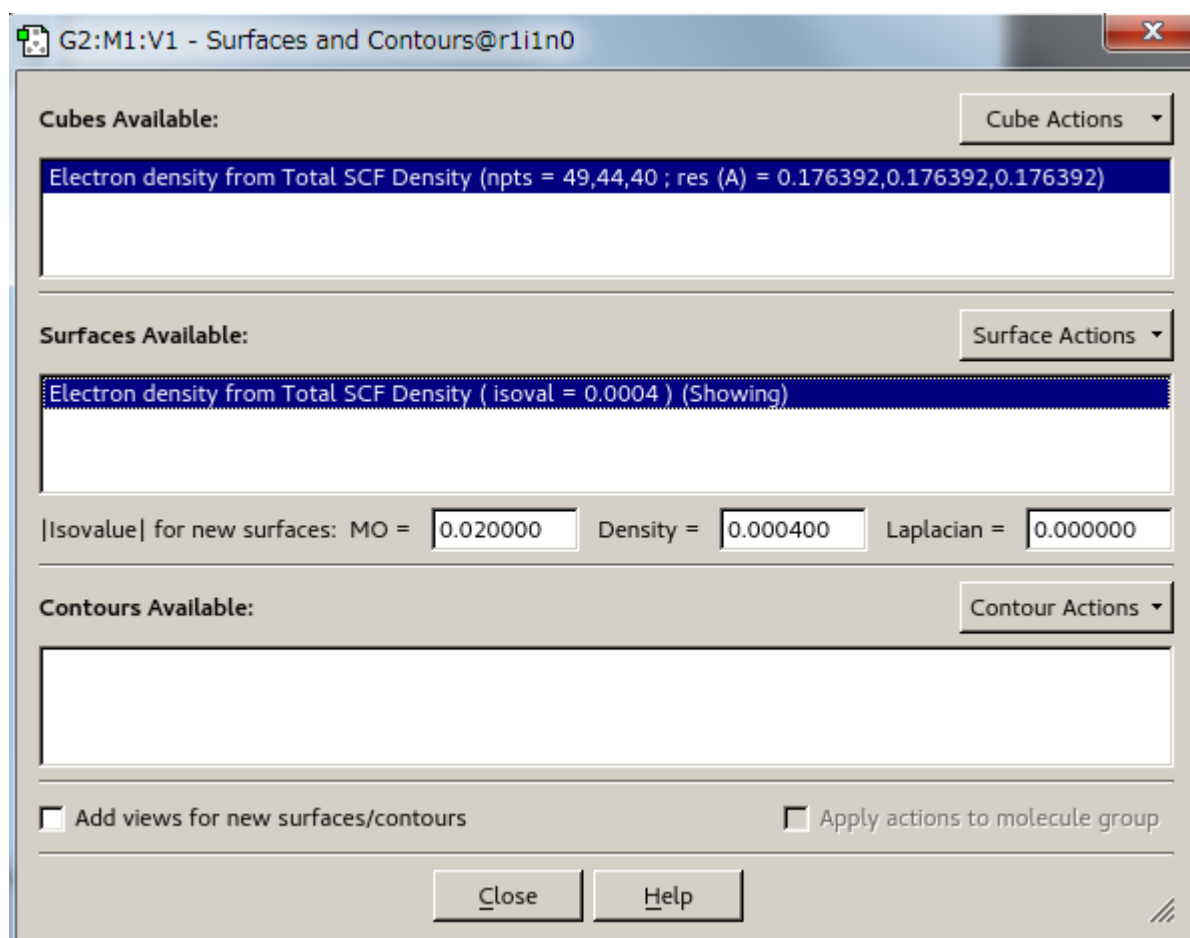 G2:M1:V1 - Surfaces and Contours@r1i1n0
x
Cubes Available:
Cube Actions
Electron density from Total SCF Density (npts = 49,44,40 ; res (A) = 0.176392,0.176392,0.176392)
Surfaces Available:
Surface Actions
Electron density from Total SCF Density ( isoval = 0.0004 ) (Showing)
|Isovalue| for new surfaces: MO = 0.020000 Density = 0.000400 Laplacian = 0.000000
Contours Available:
Contour Actions
Add views for new surfaces/contours
Apply actions to molecule group
Close
Help